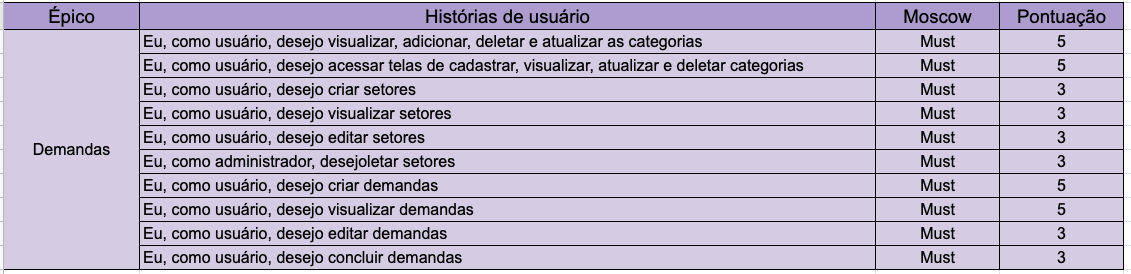 Épico Histórias de usuário Moscow Pontuação
Eu, como usuário, desejo visualizar, adicionar, deletar e atualizar as categorias Must 5
Eu, como usuário, desejo acessar telas de cadastrar, visualizar, atualizar e deletar categorias Must 5
Eu, como usuário, desejo criar setores Must 3
Eu, como usuário, desejo visualizar setores Must 3
Eu, como usuário, desejo editar setores Must 3
Demandas
Eu, como administrador, desejoletar setores Must 3
Eu, como usuário, desejo criar demandas Must 5
Eu, como usuário, desejo visualizar demandas Must 5
Eu, como usuário, desejo editar demandas Must 3
Eu, como usuário, desejo concluir demandas Must 3